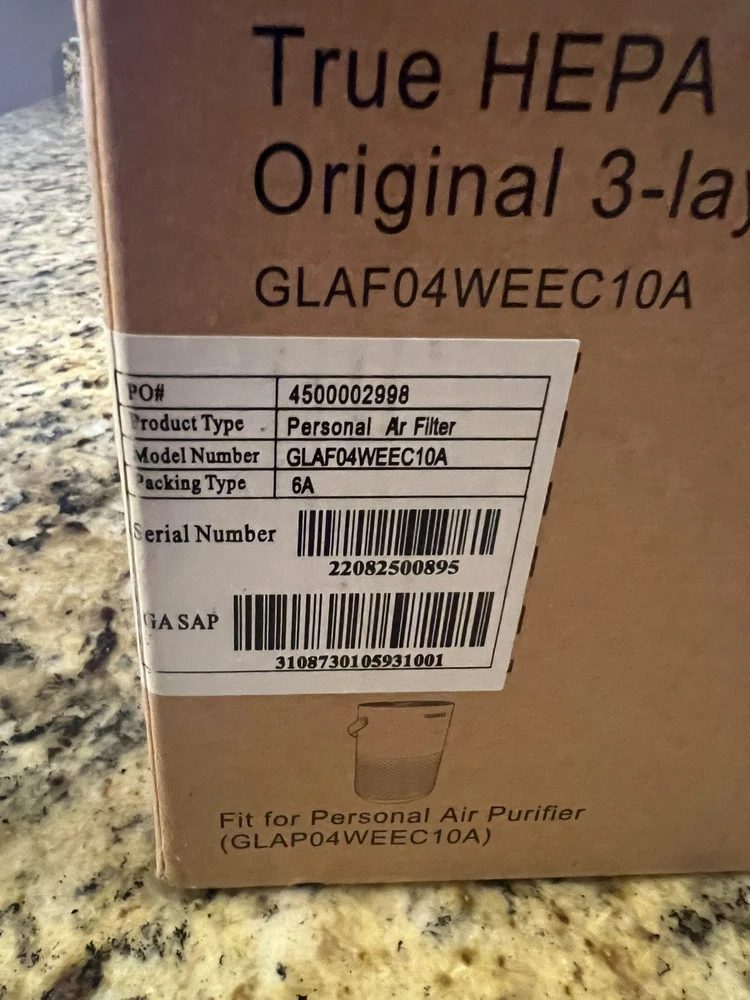 True HEPA
Original 3-lay
GLAF04WEEC10A
PO# 4500002998
Product Type Personal Air Filter
Model Number GLAF04WEEC10A
Packing Type 6A
Serial Number
22082500895
GA SAP
3108730105931001
Fit for Personal Air Purifier
(GLAP04WEEC10A)